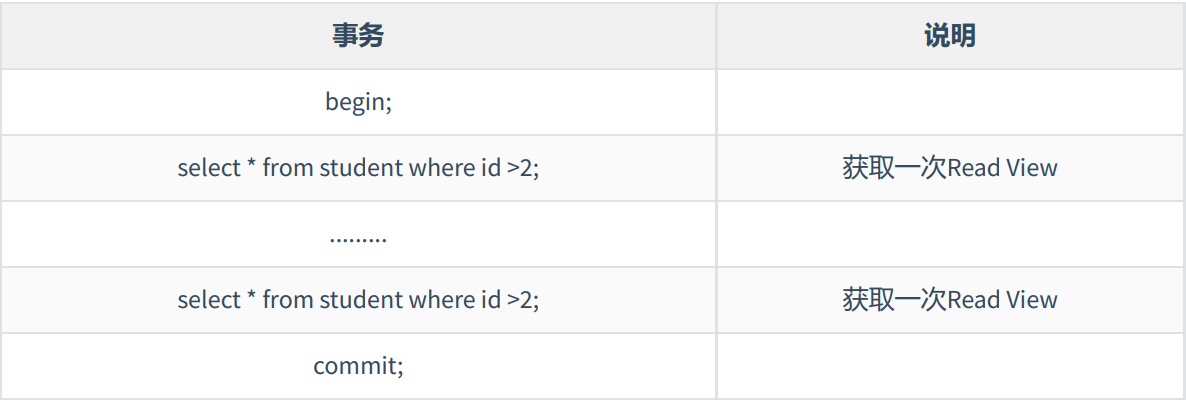 事务 说明
begin;
select * from student where id >2; 获取一次Read View
.........
select * from student where id >2; 获取一次Read View
commit;